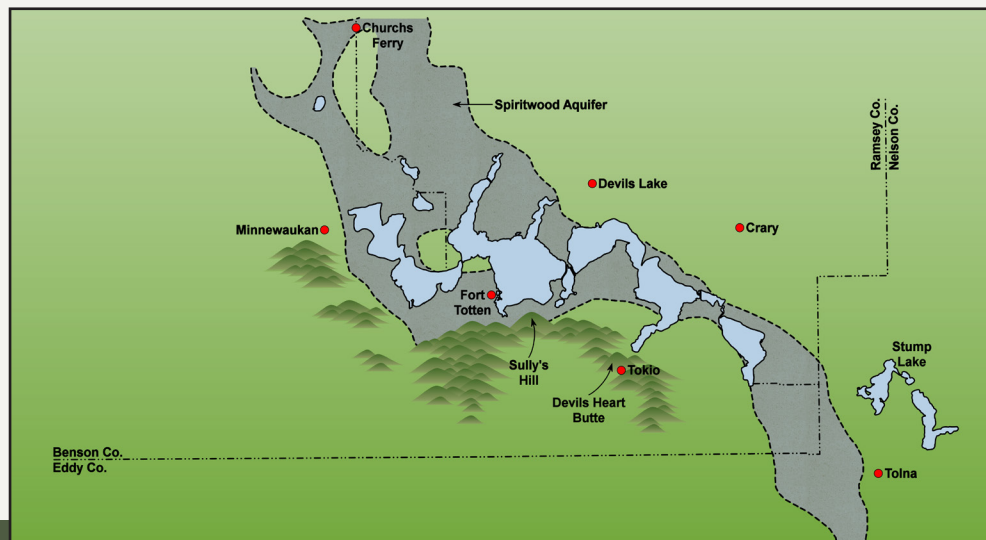 Churchs
Ferry
Spiritwood Aquifer
Ramsey Co.
Nelson Co.
Devils Lake
Minnewaukan
Crary
Fort
Totten
Sully's
Hill
Stump
Lake
Tokio
Devils Heart
Butte
Benson Co.
Eddy Co.
Tolna